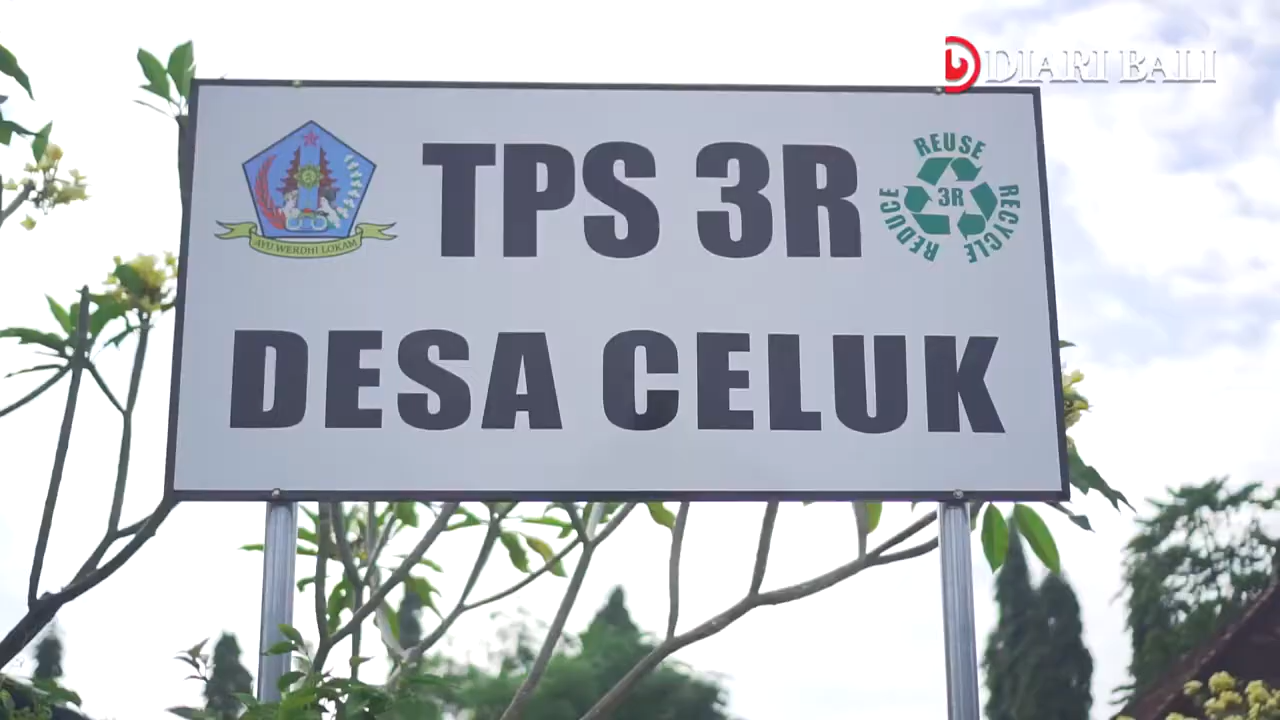 DIARI BALI
TPS 3R
REUSE
RECYCLE
REDUCE
3R
AYU WERDHI LOKAM
DESA CELUK